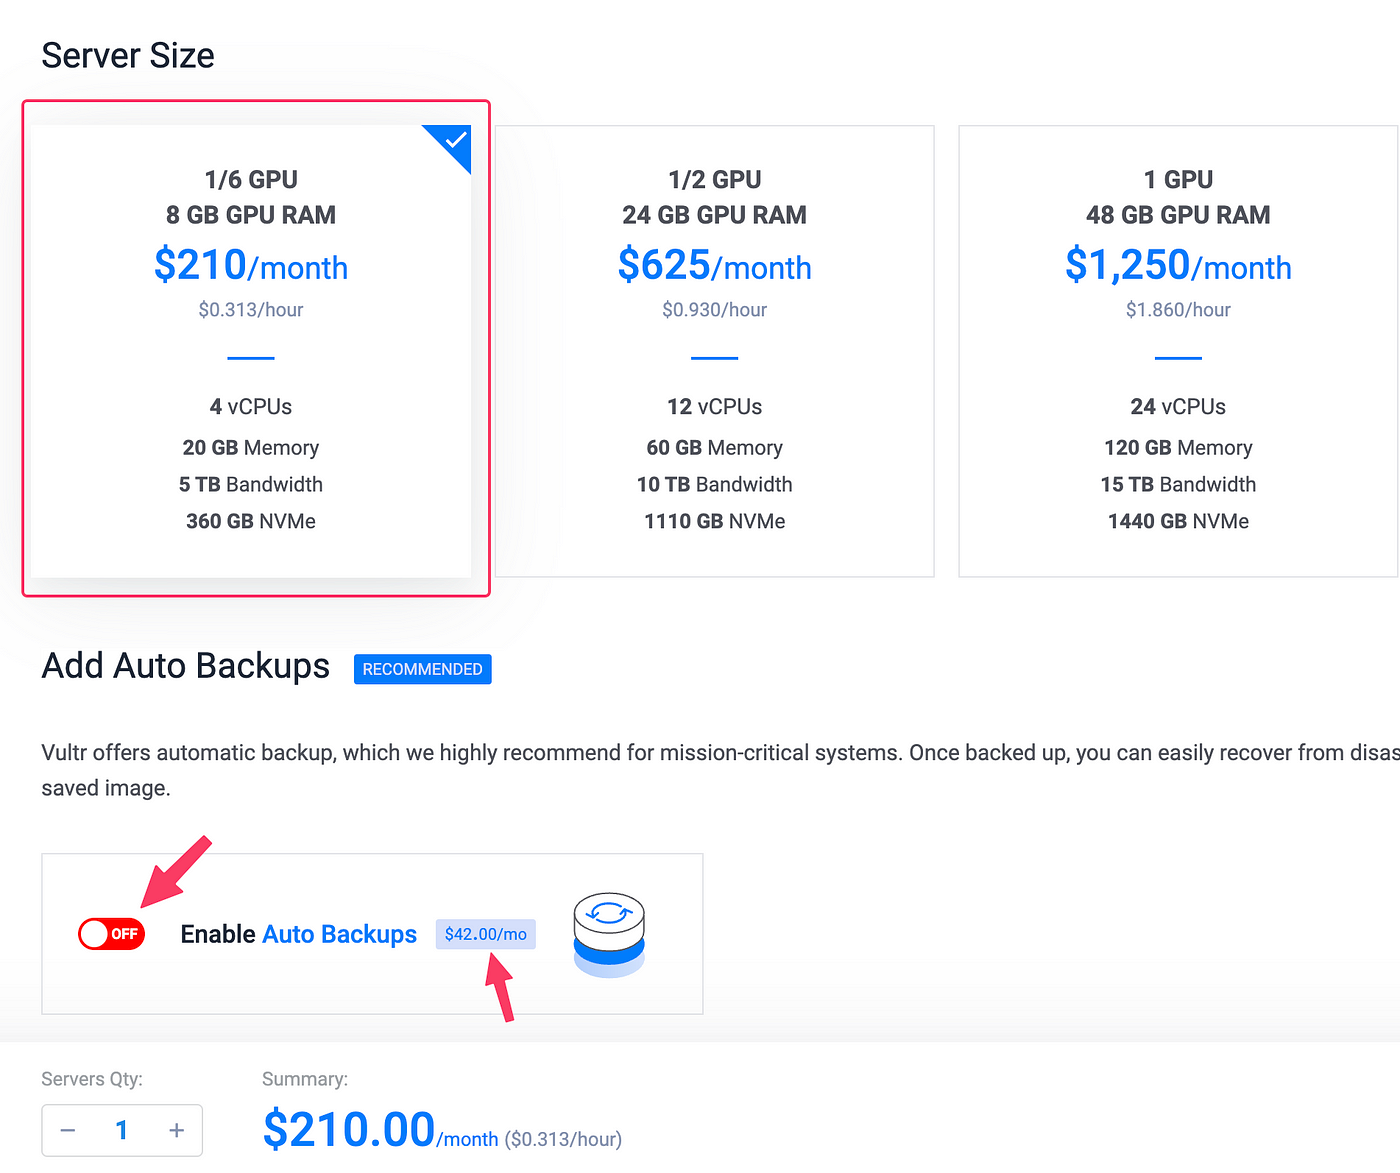 Server Size
1/6 GPU
8 GB GPU RAM
$210/month
$0.313/hour
4 vCPUs
20 GB Memory
5 TB Bandwidth
360 GB NVMe
1/2 GPU
24 GB GPU RAM
$625/month
$0.930/hour
12 vCPUs
60 GB Memory
10 TB Bandwidth
1110 GB NVMe
1 GPU
48 GB GPU RAM
$1,250/month
$1.860/hour
24 vCPUs
120 GB Memory
15 TB Bandwidth
1440 GB NVMe
Add Auto Backups RECOMMENDED
Vultr offers automatic backup, which we highly recommend for mission-critical systems. Once backed up, you can easily recover from disas
saved image.
OFF Enable Auto Backups $42.00/mo
Servers Qty:
− 1 +
Summary:
$210.00/month ($0.313/hour)